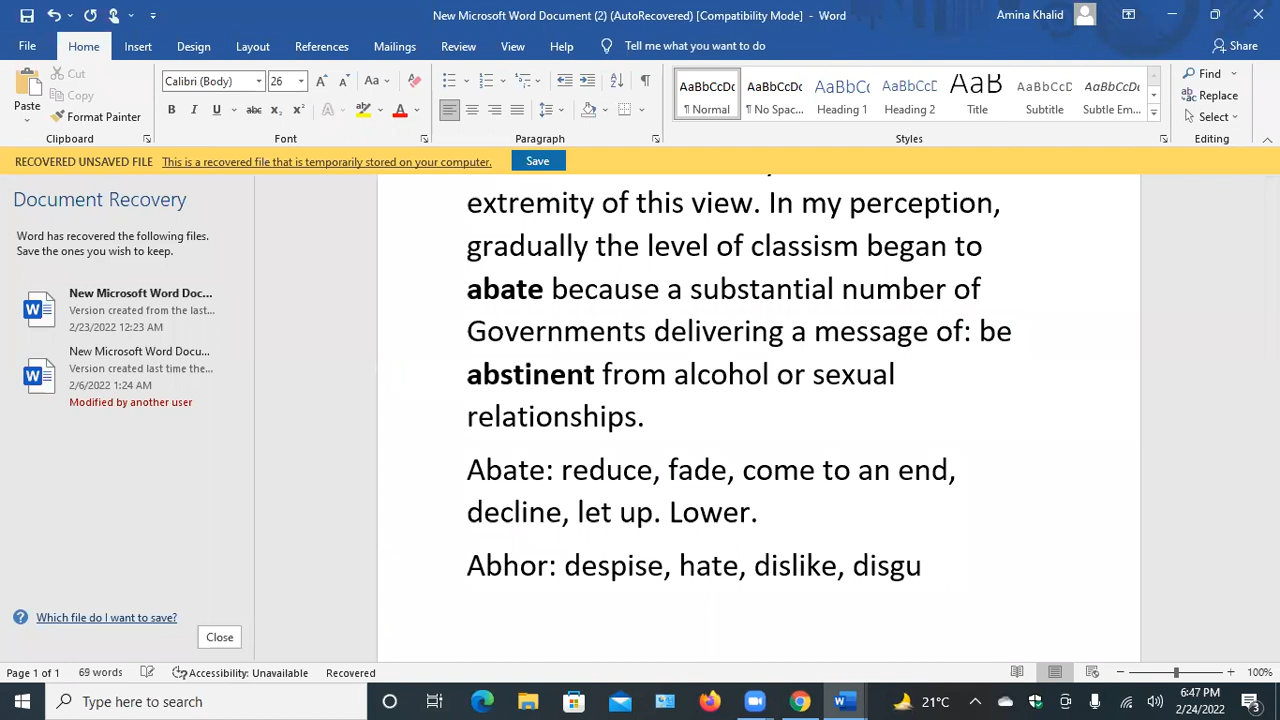 New Microsoft Word Document (2) (AutoRecovered) [Compatibility Mode] - Word
Amina Khalid
File Home Insert Design Layout References Mailings Review View Help Tell me what you want to do Share
Paste
Cut
Copy
Format Painter
Clipboard
Calibri (Body) 26
Font
Paragraph
AaBbCcDc AaBbCcDc AaBbCc AaBbCcC AaB AaBbCcC AaBbCcDc
¶ Normal ¶ No Spac... Heading 1 Heading 2 Title Subtitle Subtle Em...
Styles
Find
Replace
Select
Editing
RECOVERED UNSAVED FILE This is a recovered file that is temporarily stored on your computer. Save
Document Recovery
Word has recovered the following files.
Save the ones you wish to keep.
New Microsoft Word Doc...
Version created from the last...
2/23/2022 12:23 AM
New Microsoft Word Docu...
Version created last time the...
2/6/2022 1:24 AM
Modified by another user
Which file do I want to save?
Close
extremity of this view. In my perception,
gradually the level of classism began to
abate because a substantial number of
Governments delivering a message of: be
abstinent from alcohol or sexual
relationships.
Abate: reduce, fade, come to an end,
decline, let up. Lower.
Abhor: despise, hate, dislike, disgu
Page 1 of 1 69 words Accessibility: Unavailable Recovered 100%
Type here to search
21°C
6:47 PM
2/24/2022
3